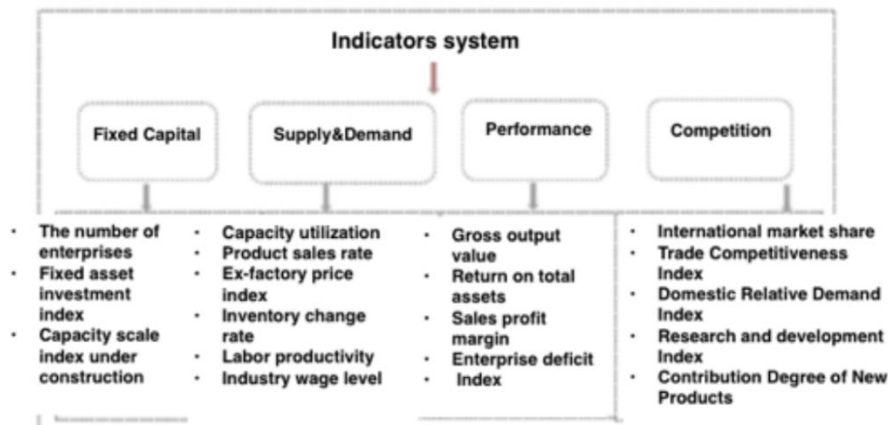 Indicators system
Fixed Capital
Supply&Demand
Performance
Competition
• The number of
enterprises
• Fixed asset
investment
index
• Capacity scale
index under
construction
• Capacity utilization
• Product sales rate
• Ex-factory price
index
• Inventory change
rate
• Labor productivity
• Industry wage level
• Gross output
value
• Return on total
assets
• Sales profit
margin
• Enterprise deficit
• Index
• International market share
• Trade Competitiveness
Index
• Domestic Relative Demand
Index
• Research and development
Index
• Contribution Degree of New
Products